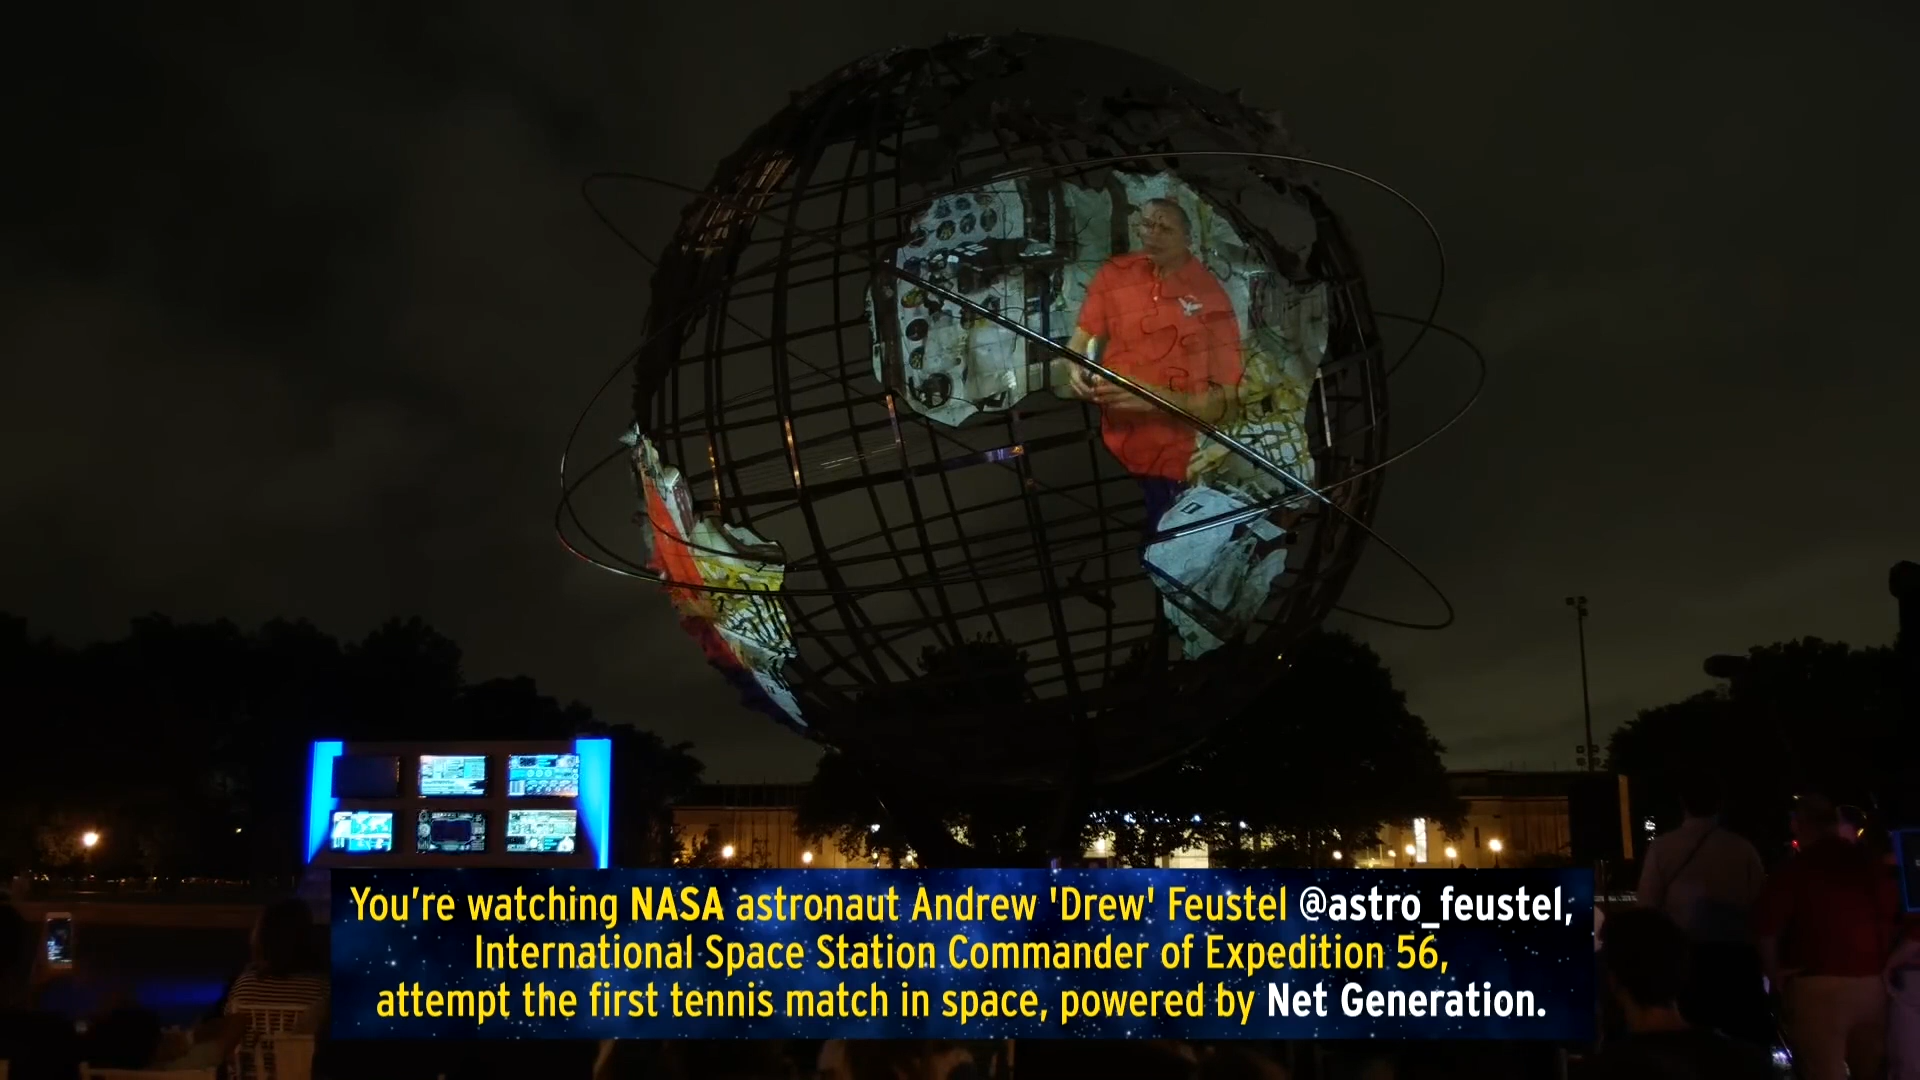 You're watching NASA astronaut Andrew 'Drew' Feustel @astro_feustel,
International Space Station Commander of Expedition 56,
attempt the first tennis match in space, powered by Net Generation.